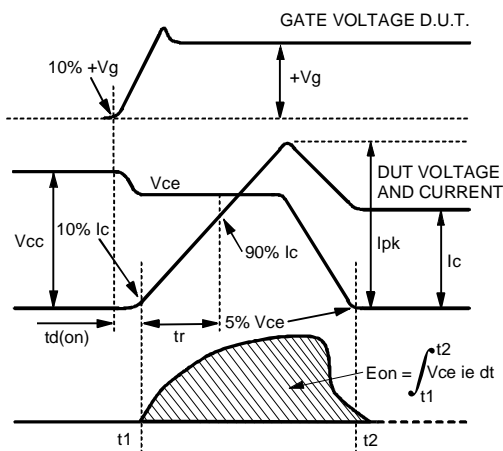 GATE VOLTAGE D.U.T.
10% +Vg
+Vg
Vce
DUT VOLTAGE
AND CURRENT
Vcc
10% Ic
90% Ic
Ipk
Ic
td(on)
tr
5% Vce
Eon = ∫ Vce ie dt
t2
t1
t1
t2